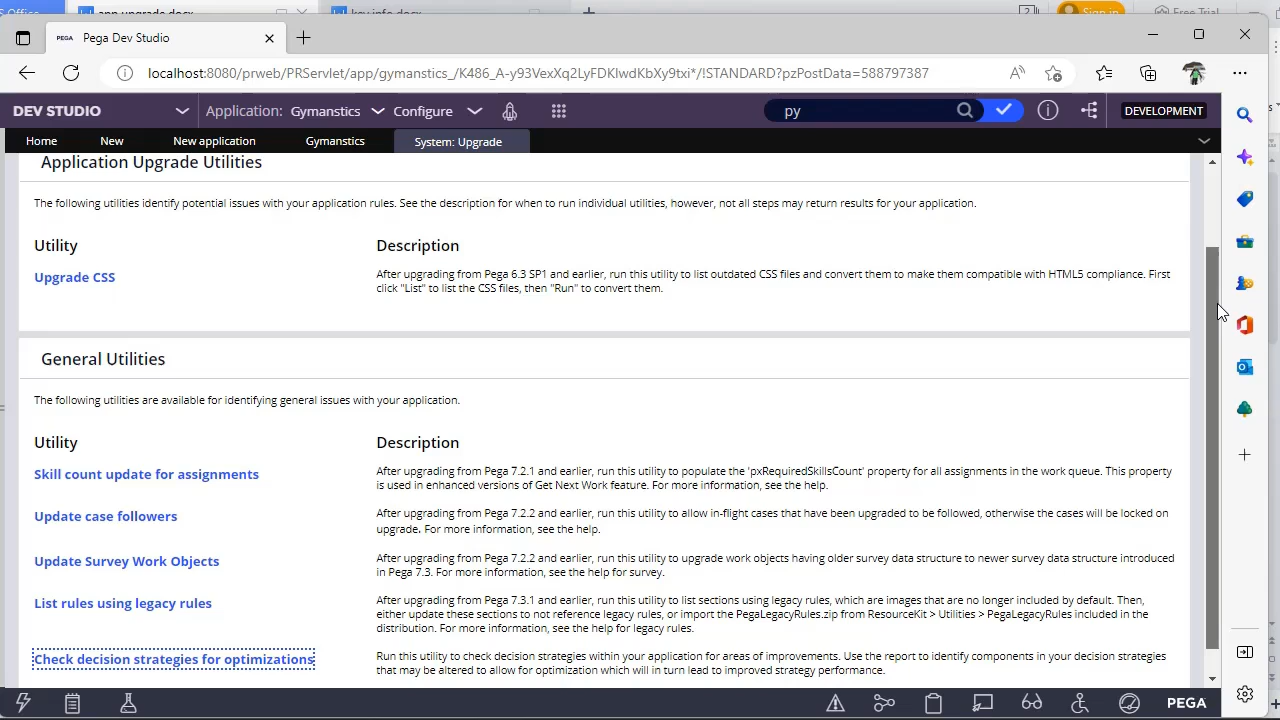 S Office
app upgrade.docx
key info.docx
Sign in
Free Trial
PEGA Pega Dev Studio
localhost:8080/prweb/PRServlet/app/gymanstics_/K486_A-y93VexXq2LyFDKIwdKbXy9txi*/!STANDARD?pzPostData=588797387
DEV STUDIO
Application: Gymanstics
Configure
py
DEVELOPMENT
Home
New
New application
Gymanstics
System: Upgrade
Application Upgrade Utilities
The following utilities identify potential issues with your application rules. See the description for when to run individual utilities, however, not all steps may return results for your application.
Utility
Description
Upgrade CSS
After upgrading from Pega 6.3 SP1 and earlier, run this utility to list outdated CSS files and convert them to make them compatible with HTML5 compliance. First
click "List" to list the CSS files, then "Run" to convert them.
General Utilities
The following utilities are available for identifying general issues with your application.
Utility
Description
Skill count update for assignments
After upgrading from Pega 7.2.1 and earlier, run this utility to populate the 'pxRequiredSkillsCount' property for all assignments in the work queue. This property
is used in enhanced versions of Get Next Work feature. For more information, see the help.
Update case followers
After upgrading from Pega 7.2.2 and earlier, run this utility to allow in-flight cases that have been upgraded to be followed, otherwise the cases will be locked on
upgrade. For more information, see the help.
Update Survey Work Objects
After upgrading from Pega 7.2.2 and earlier, run this utility to upgrade work objects having older survey data structure to newer survey data structure introduced
in Pega 7.3. For more information, see the help for survey.
List rules using legacy rules
After upgrading from Pega 7.3.1 and earlier, run this utility to list sections using legacy rules, which are images that are no longer included by default. Then,
either update these sections to not reference legacy rules, or import the PegaLegacyRules.zip from ResourceKit > Utilities > PegaLegacyRules included in the
distribution. For more information, see the help for legacy rules.
Check decision strategies for optimizations
Run this utility to check decision strategies within your application for areas of improvements. Use the report to identify components in your decision strategies
that may be altered to allow for optimization which will in turn lead to improved strategy performance.
PEGA